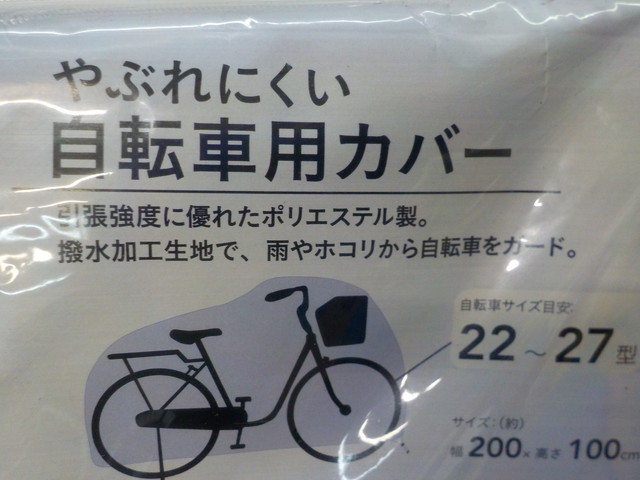 やぶれにくい
自転車用カバー
引張強度に優れたポリエステル製。
撥水加工生地で、雨やホコリから自転車をガード。
自転車サイズ目安:
22～27型
サイズ:(約)
幅200×高さ100cm